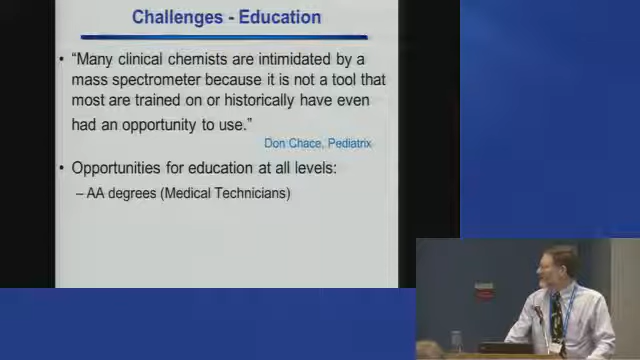 Challenges - Education
• “Many clinical chemists are intimidated by a
mass spectrometer because it is not a tool that
most are trained on or historically have even
had an opportunity to use.”
Don Chace, Pediatrix
• Opportunities for education at all levels:
– AA degrees (Medical Technicians)